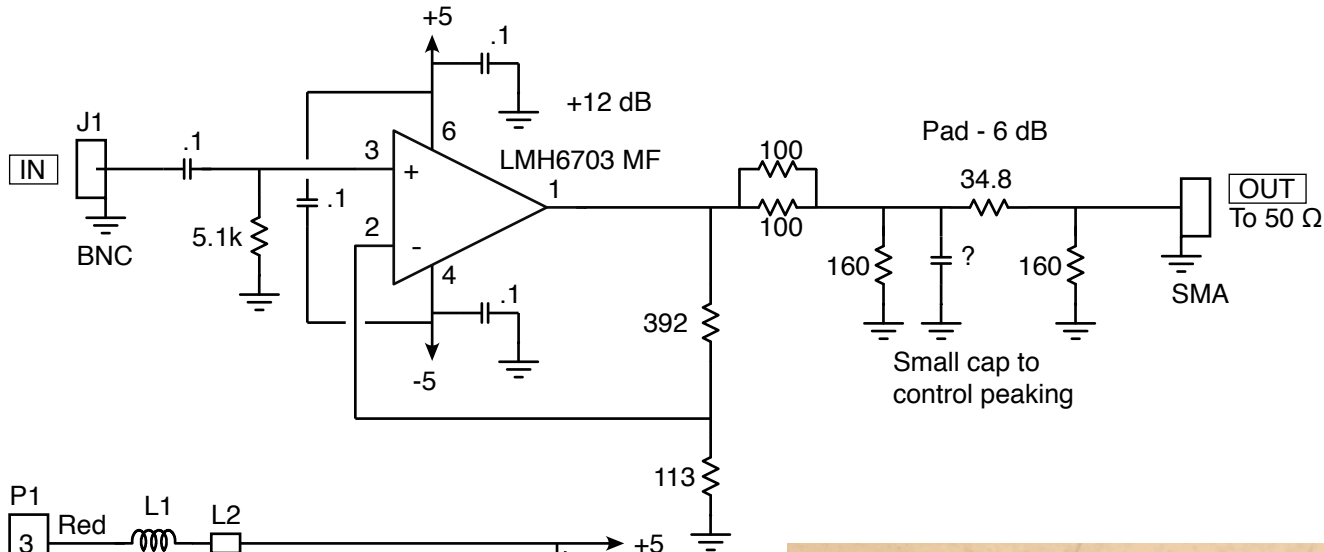 +5
.1
+12 dB
J1
IN
.1
BNC
5.1k
.1
3
+
6
LMH6703 MF
1
2
-
4
.1
-5
100
100
Pad - 6 dB
34.8
160
?
160
OUT
To 50 Ω
SMA
392
Small cap to
control peaking
113
P1
3
Red
L1
L2
+5